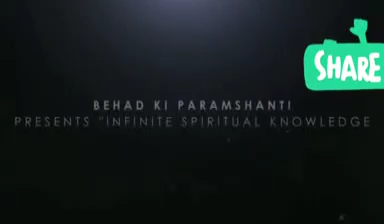 SHARE
BEHAD KI PARAMSHANTI
PRESENTS "INFINITE SPIRITUAL KNOWLEDGE